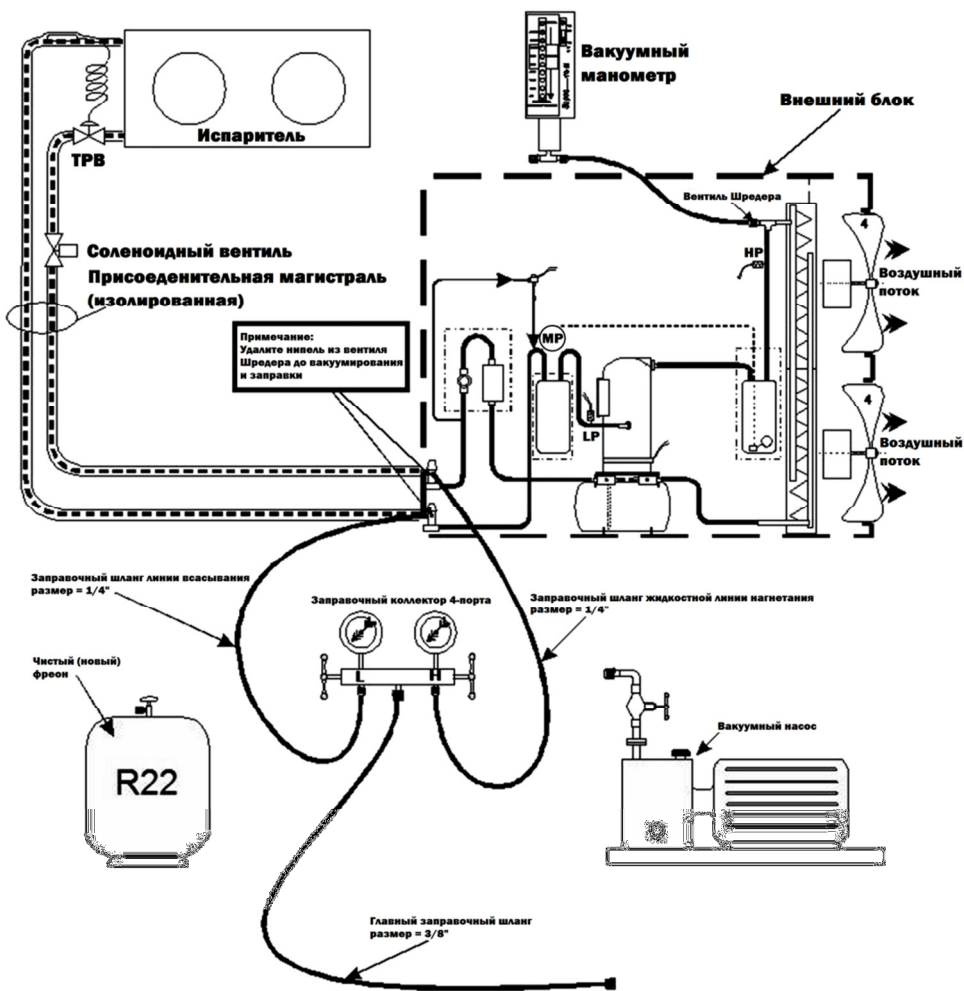 Вакуумный
манометр
Внешний блок
Испаритель
ТРВ
Вентиль Шредера
4
HP
Соленоидный вентиль
Воздушный
поток
Присоеденительная магистраль
(изолированная)
Примечание:
Удалите нипель из вентиля
Шредера до вакуумирования
и заправки
MP
4
LP
Воздушный
поток
Заправочный шланг линии всасывания
размер = 1/4"
Заправочный коллектор 4-порта
Заправочный шланг жидкостной линии нагнетания
размер = 1/4"
Чистый (новый)
фреон
L
H
Вакуумный насос
R22
Главный заправочный шланг
размер = 3/8"